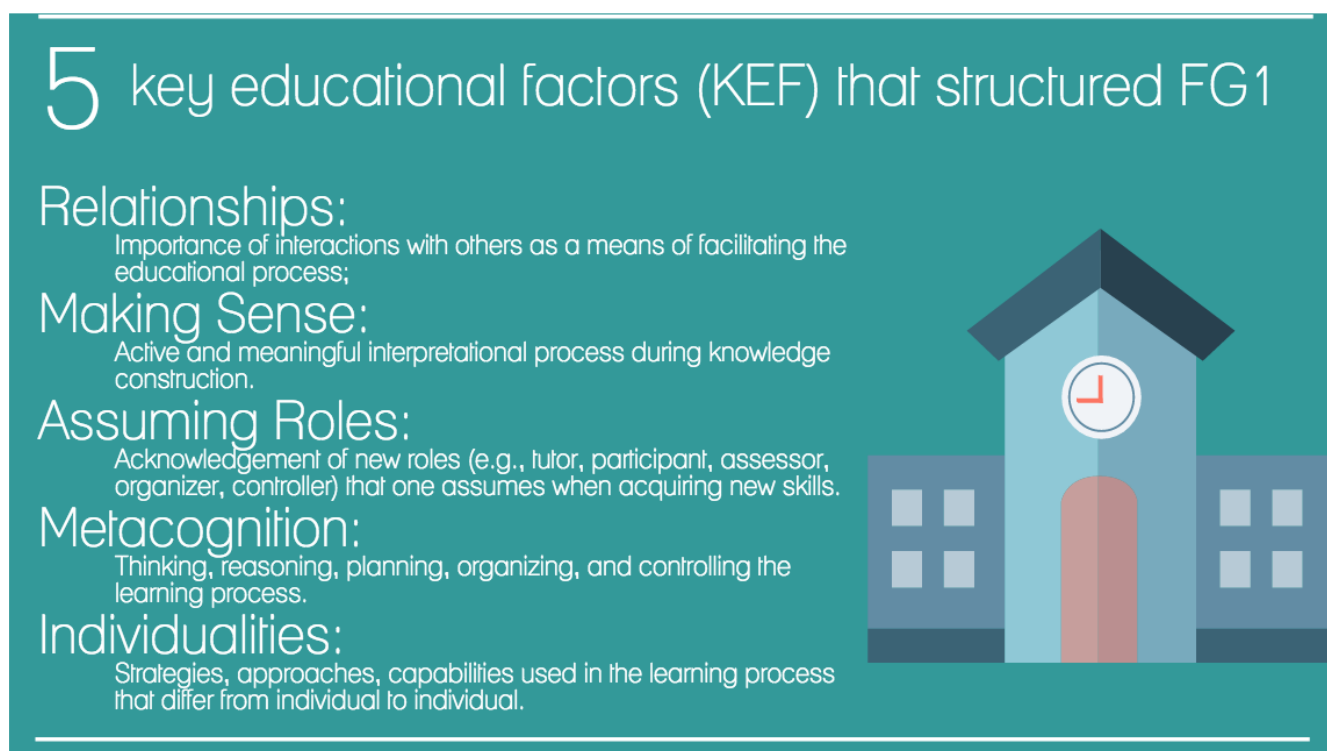 5 key educational factors (KEF) that structured FG1
Relationships:
Importance of interactions with others as a means of facilitating the
educational process;
Making Sense:
Active and meaningful interpretational process during knowledge
construction.
Assuming Roles:
Acknowledgement of new roles (e.g., tutor, participant, assessor,
organizer, controller) that one assumes when acquiring new skills.
Metacognition:
Thinking, reasoning, planning, organizing, and controlling the
learning process.
Individualities:
Strategies, approaches, capabilities used in the learning process
that differ from individual to individual.